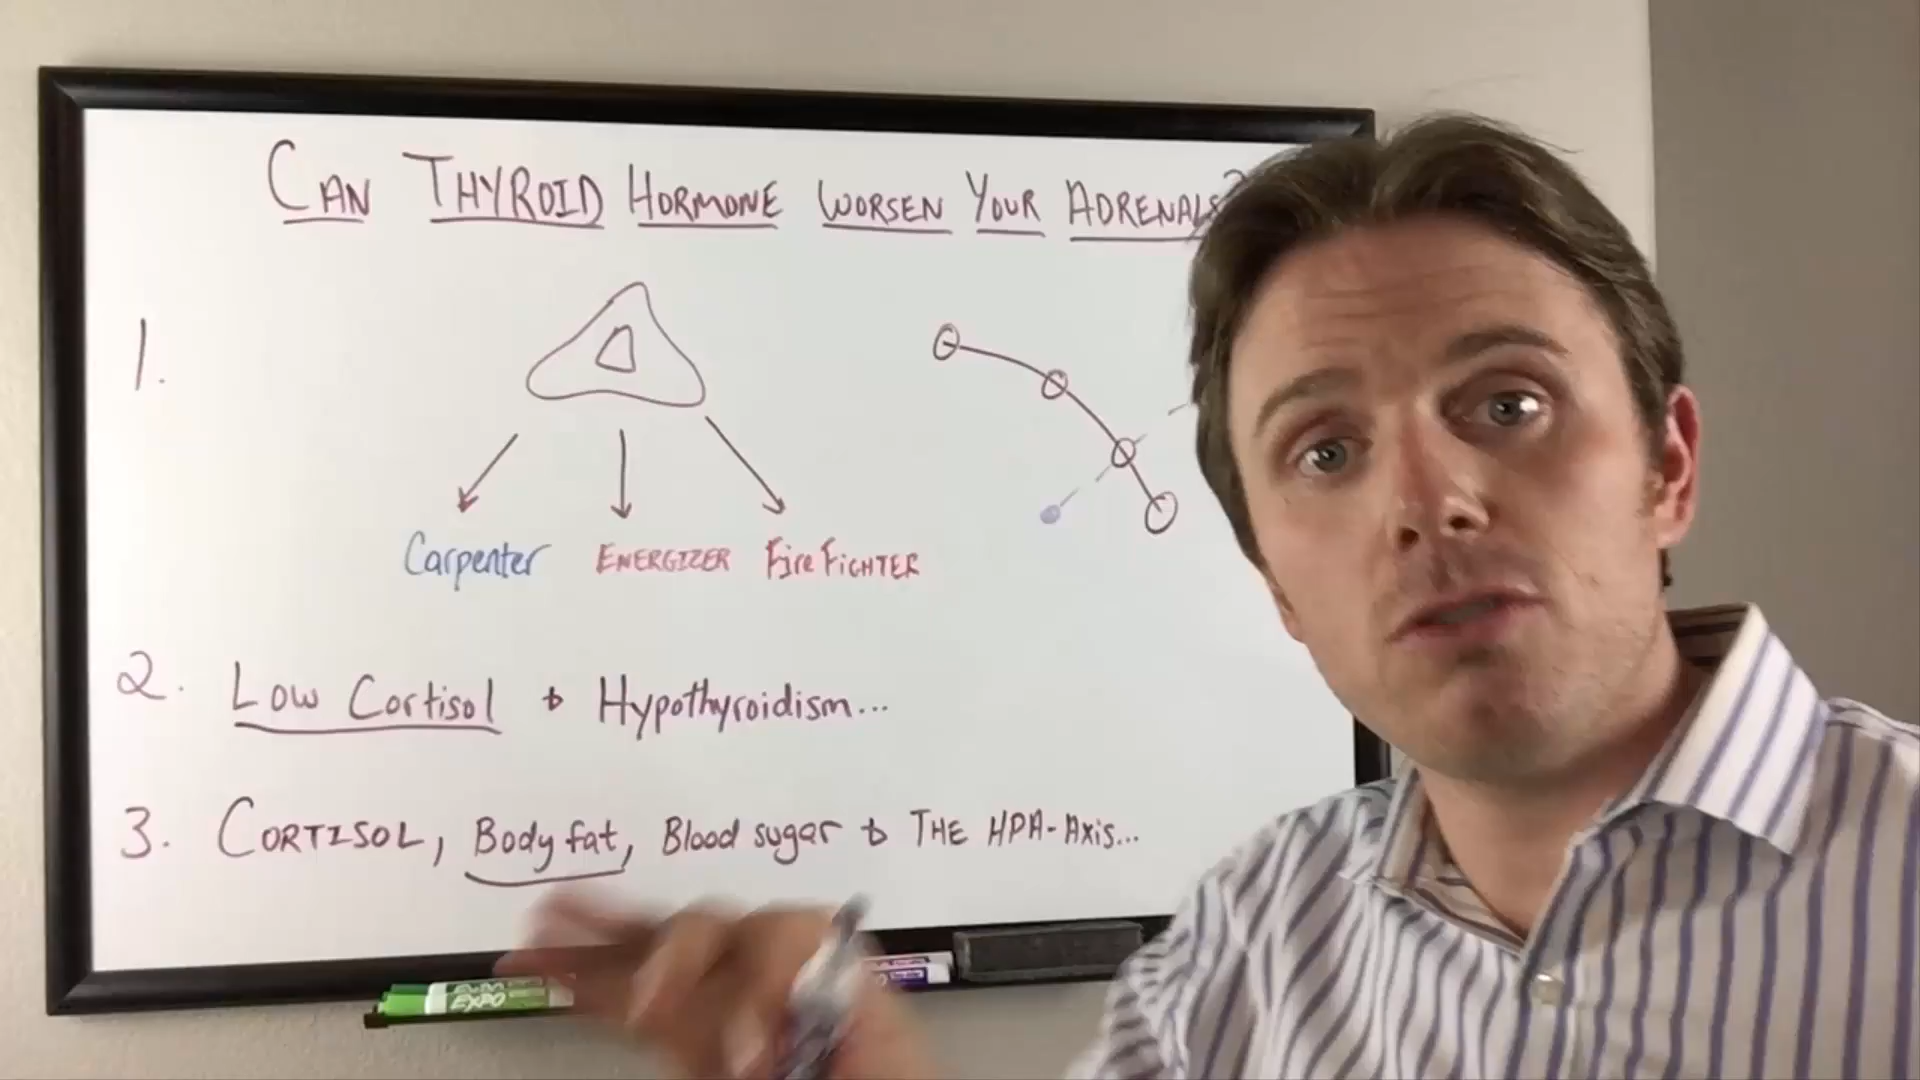 CAN THYROID HORMONE WORSEN YOUR ADRENALS?
1.
Carpenter ENERGIZER FireFIGHTER
2. Low Cortisol & Hypothyroidism...
3. CORTISOL, Body fat, Blood sugar & THE HPA-Axis...
EXPO